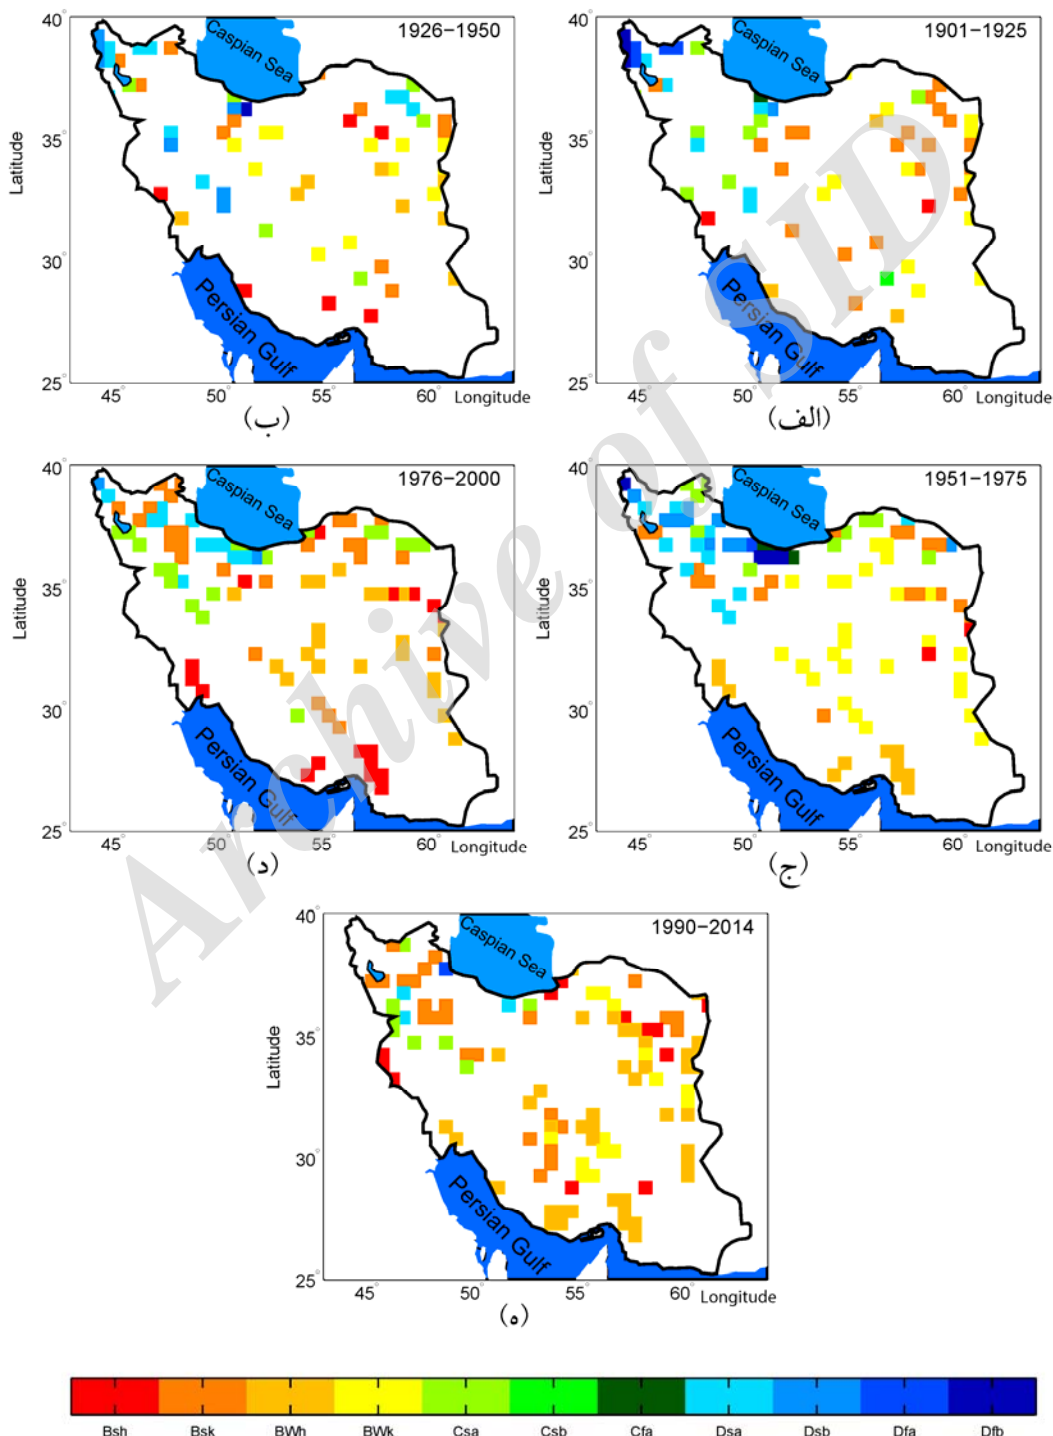 40°
1926-1950
Caspian Sea
35°
Latitude
30°
Persian Gulf
25°
45° 50° 55° 60° Longitude
(ب)
40°
1901-1925
Caspian Sea
35°
Latitude
30°
Persian Gulf
25°
45° 50° 55° 60° Longitude
(الف)
40°
1976-2000
Caspian Sea
35°
Latitude
30°
Persian Gulf
25°
45° 50° 55° 60° Longitude
(د)
40°
1951-1975
Caspian Sea
35°
Latitude
30°
Persian Gulf
25°
45° 50° 55° 60° Longitude
(ج)
40°
1990-2014
Caspian Sea
35°
Latitude
30°
Persian Gulf
25°
45° 50° 55° 60° Longitude
(ه)
Bsh Bsk BWh BWk Csa Csb Cfa Dsa Dsb Dfa Dfb
Archive of SID